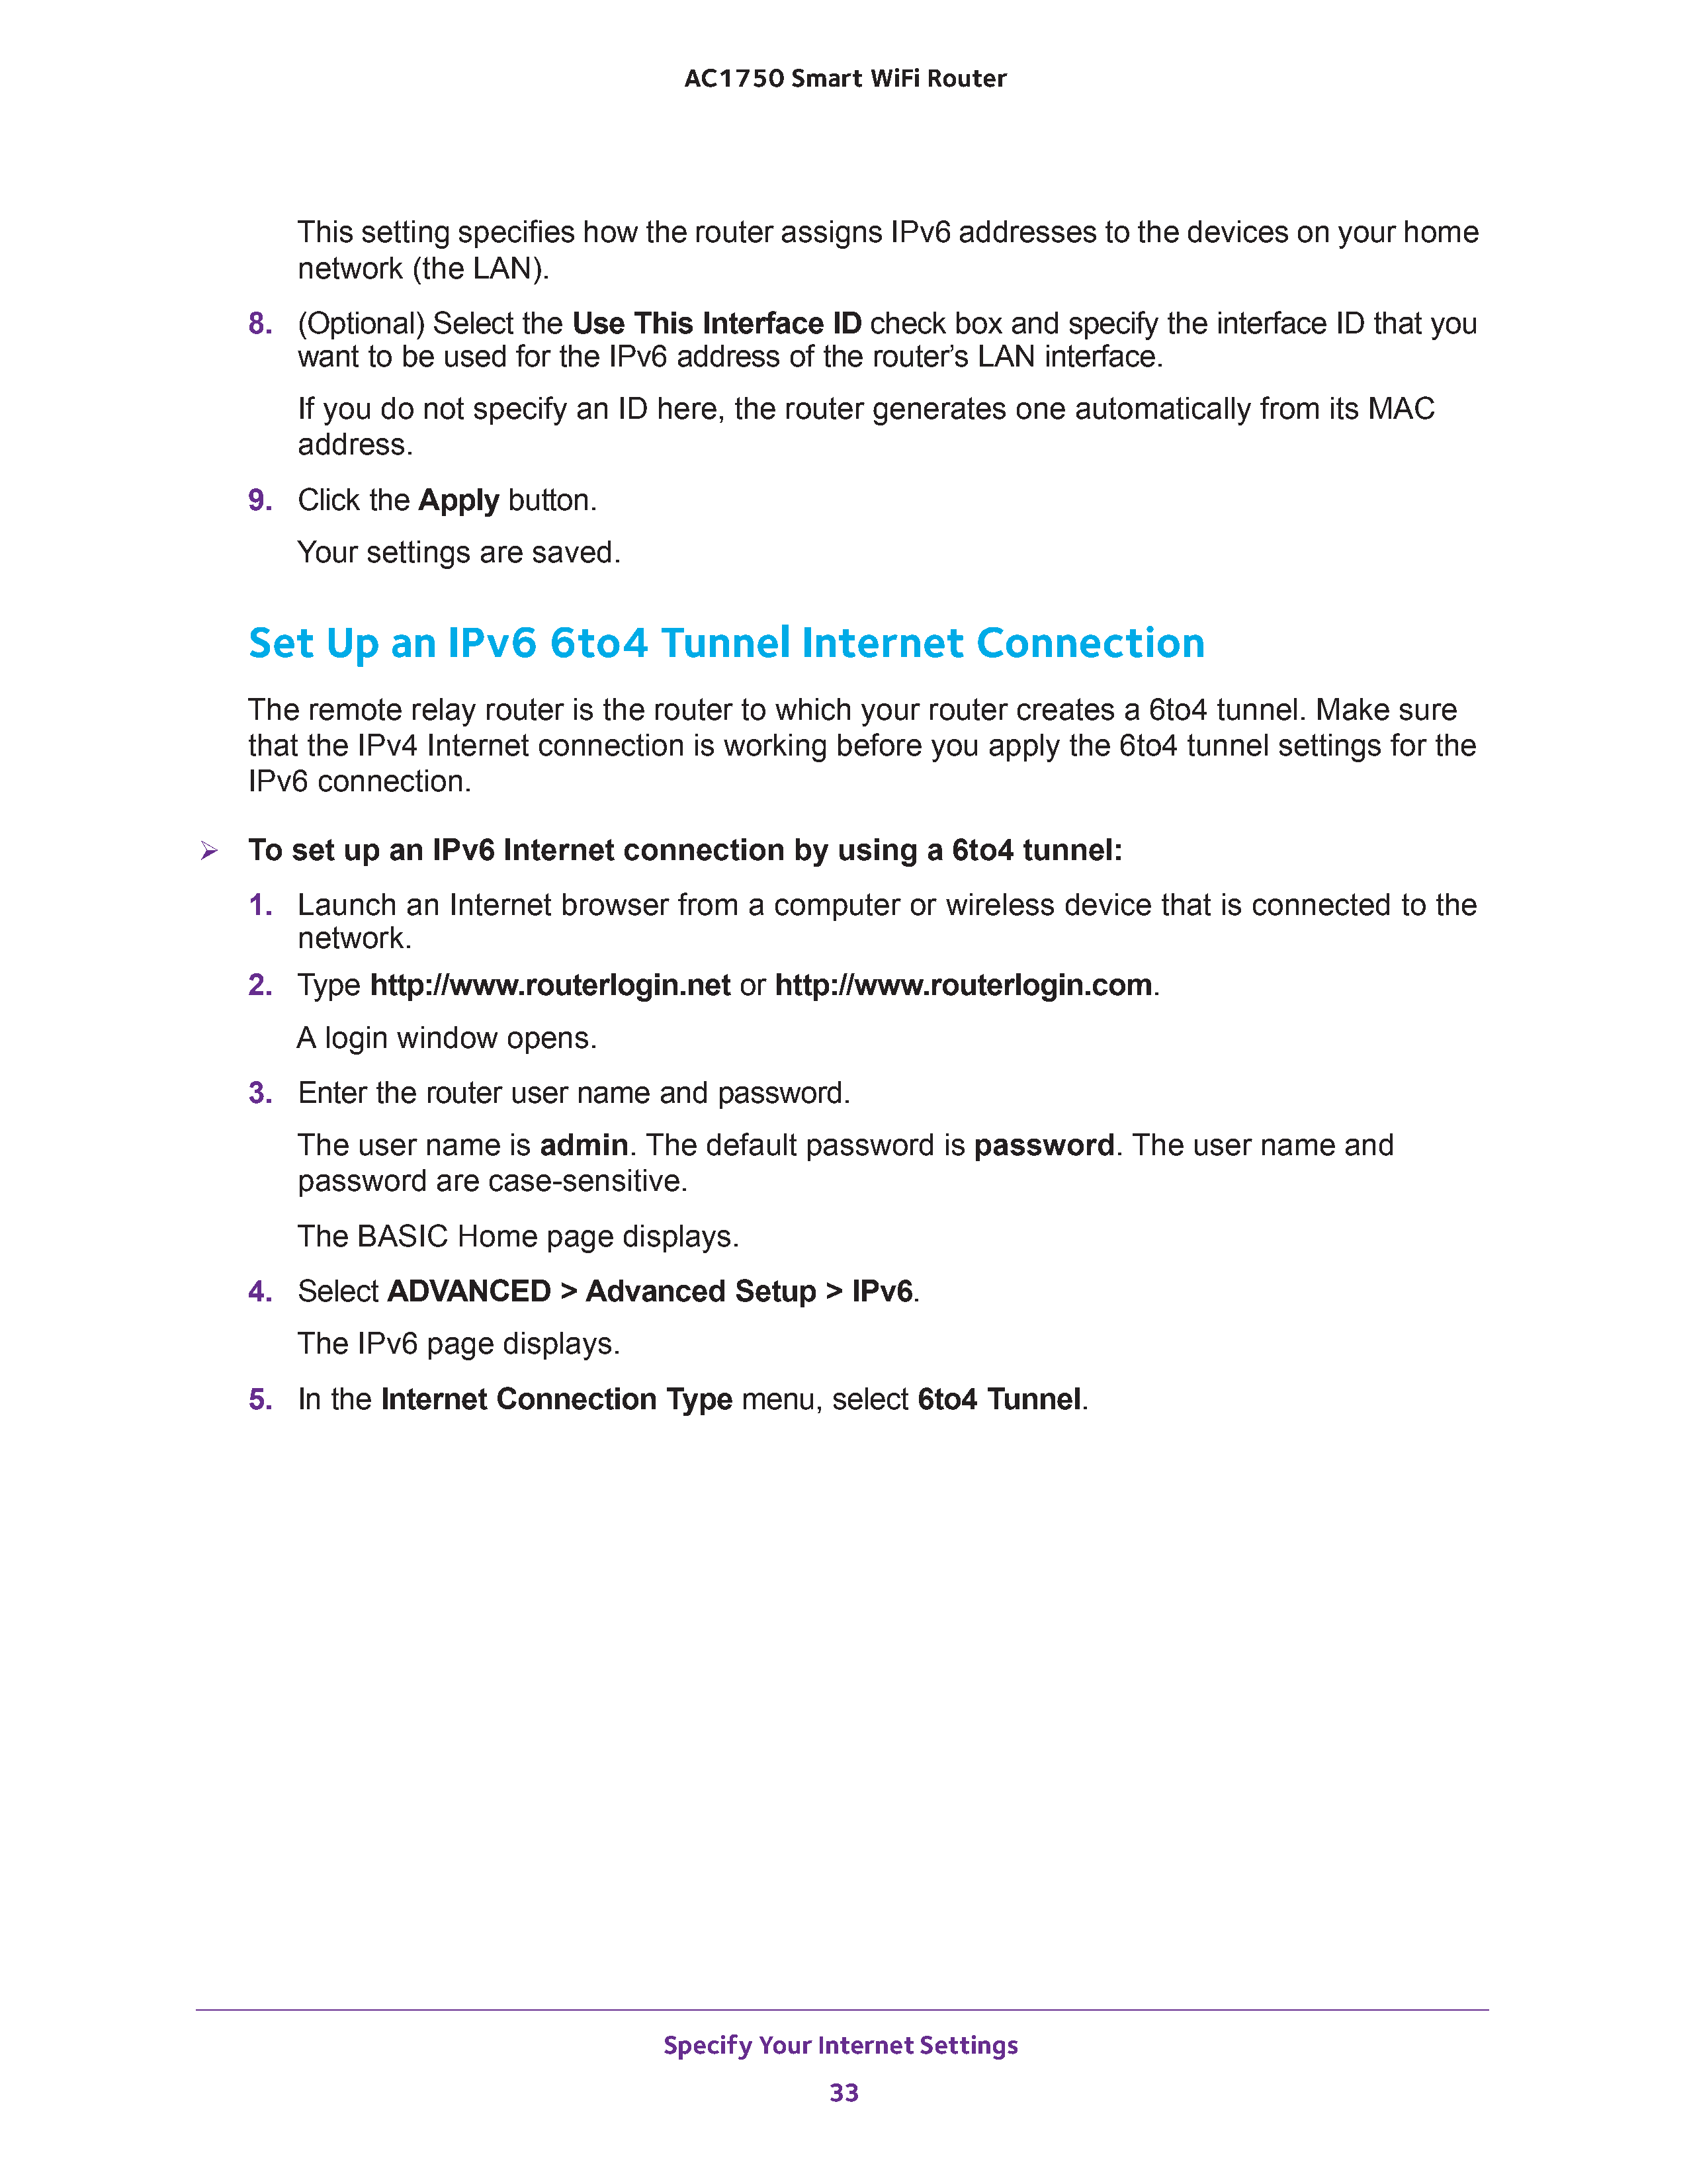 AC1750 Smart WiFi Router
This setting specifies how the router assigns IPv6 addresses to the devices on your home
network (the LAN).
8. (Optional) Select the Use This Interface ID check box and specify the interface ID that you
want to be used for the IPv6 address of the router’s LAN interface.
If you do not specify an ID here, the router generates one automatically from its MAC
address.
9. Click the Apply button.
Your settings are saved.
Set Up an IPv6 6to4 Tunnel Internet Connection
The remote relay router is the router to which your router creates a 6to4 tunnel. Make sure
that the IPv4 Internet connection is working before you apply the 6to4 tunnel settings for the
IPv6 connection.
➢ To set up an IPv6 Internet connection by using a 6to4 tunnel:
1. Launch an Internet browser from a computer or wireless device that is connected to the
network.
2. Type http://www.routerlogin.net or http://www.routerlogin.com.
A login window opens.
3. Enter the router user name and password.
The user name is admin. The default password is password. The user name and
password are case-sensitive.
The BASIC Home page displays.
4. Select ADVANCED > Advanced Setup > IPv6.
The IPv6 page displays.
5. In the Internet Connection Type menu, select 6to4 Tunnel.
Specify Your Internet Settings
33